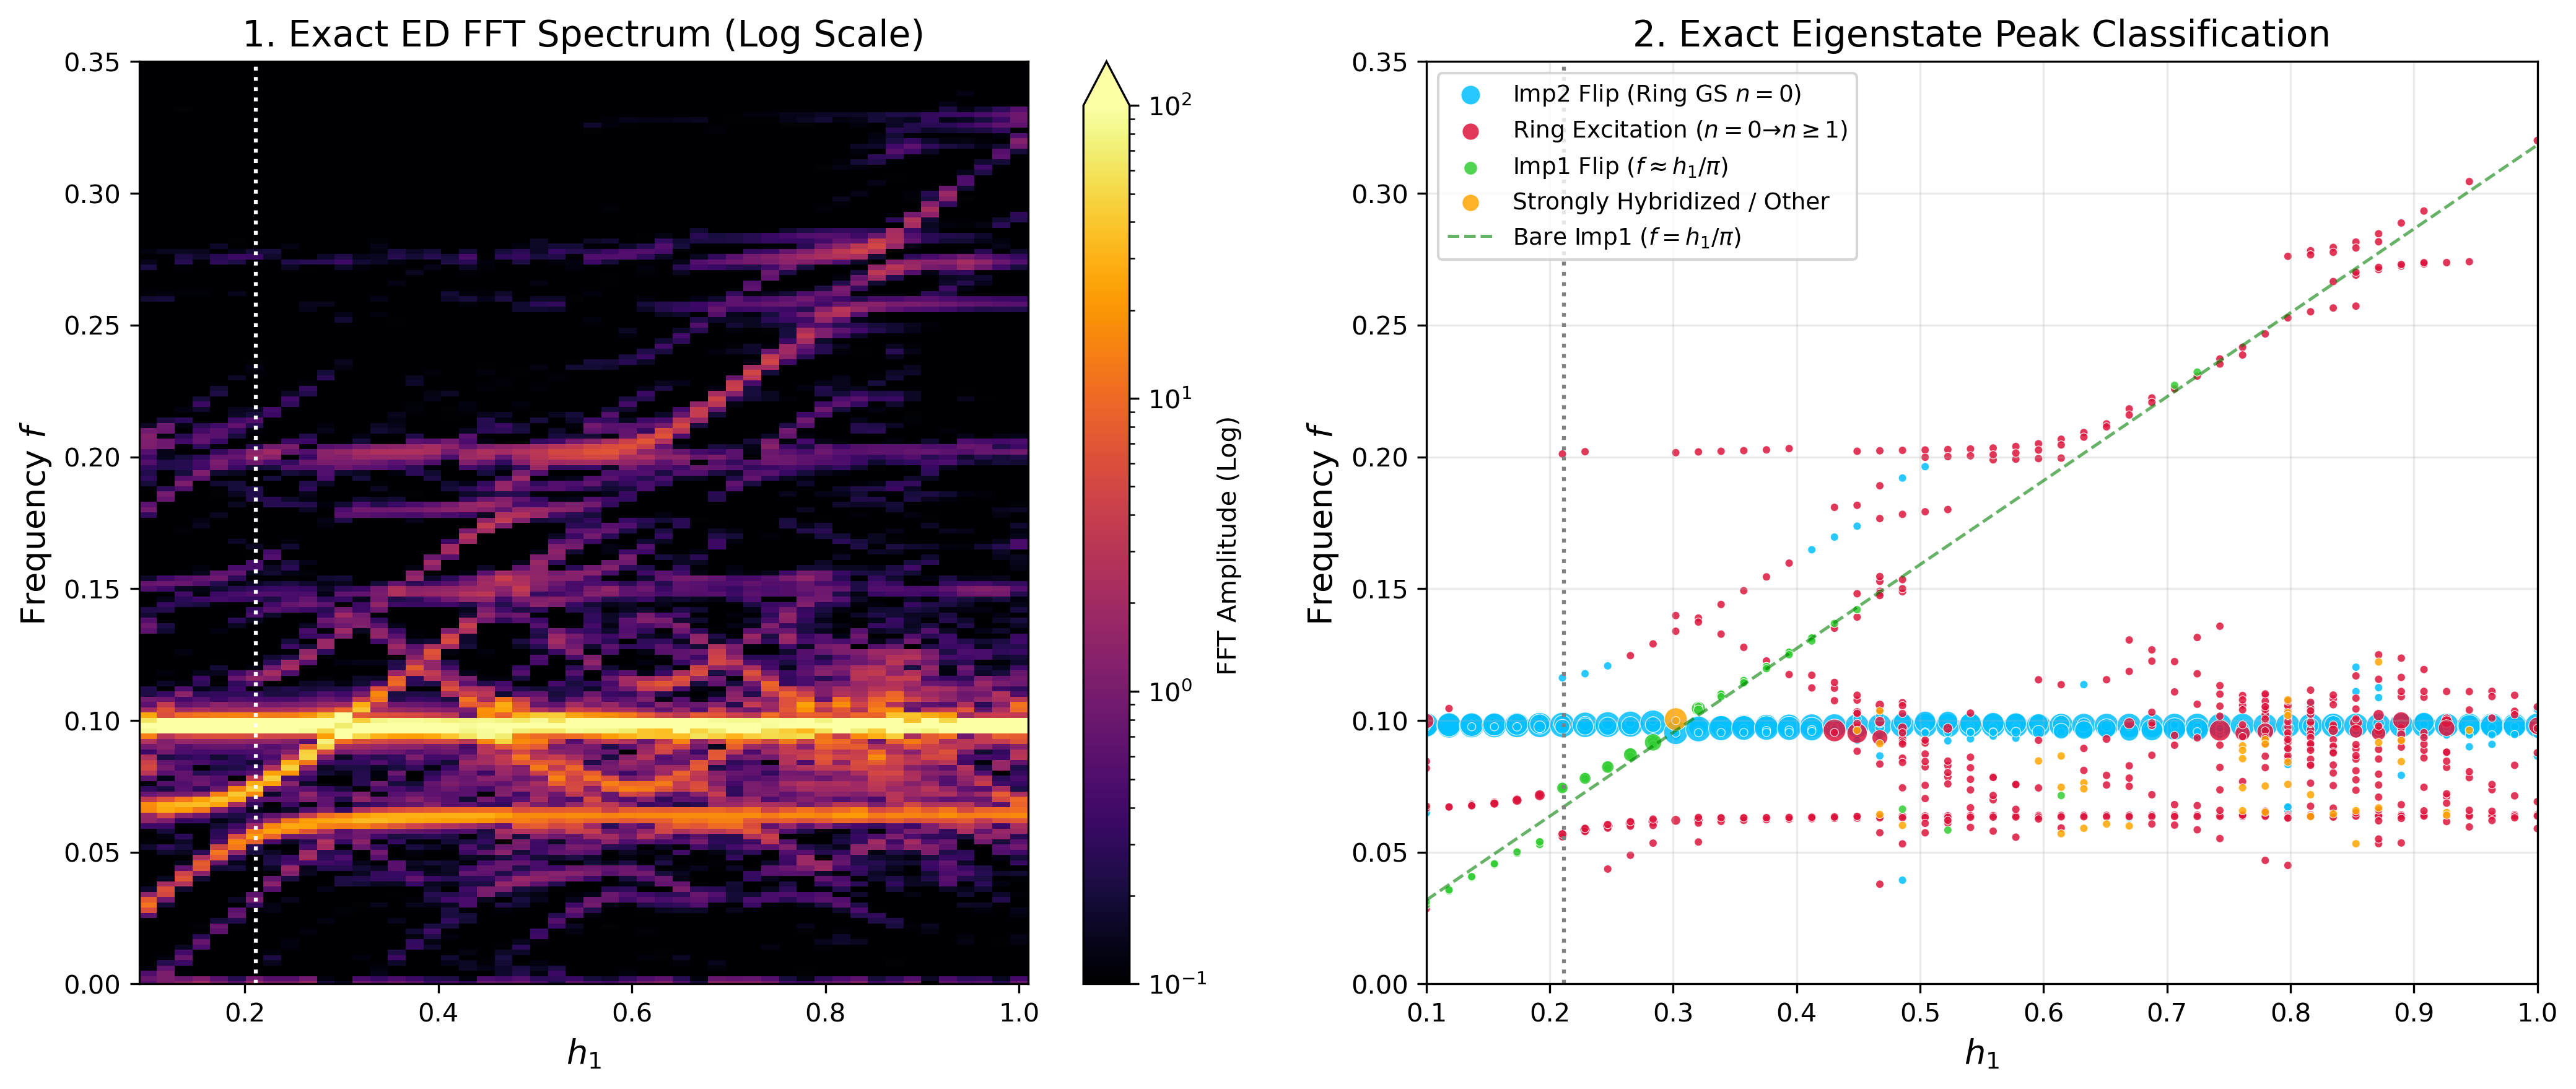 1. Exact ED FFT Spectrum (Log Scale)
Frequency f
0.35
0.30
0.25
0.20
0.15
0.10
0.05
0.00
0.2
0.4
0.6
0.8
1.0
h₁
10²
10¹
10⁰
10⁻¹
FFT Amplitude (Log)
2. Exact Eigenstate Peak Classification
Imp2 Flip (Ring GS n = 0)
Ring Excitation (n = 0→n ≥ 1)
Imp1 Flip (f ≈ h₁/π)
Strongly Hybridized / Other
Bare Imp1 (f = h₁/π)
Frequency f
0.35
0.30
0.25
0.20
0.15
0.10
0.05
0.00
0.1
0.2
0.3
0.4
0.5
0.6
0.7
0.8
0.9
1.0
h₁